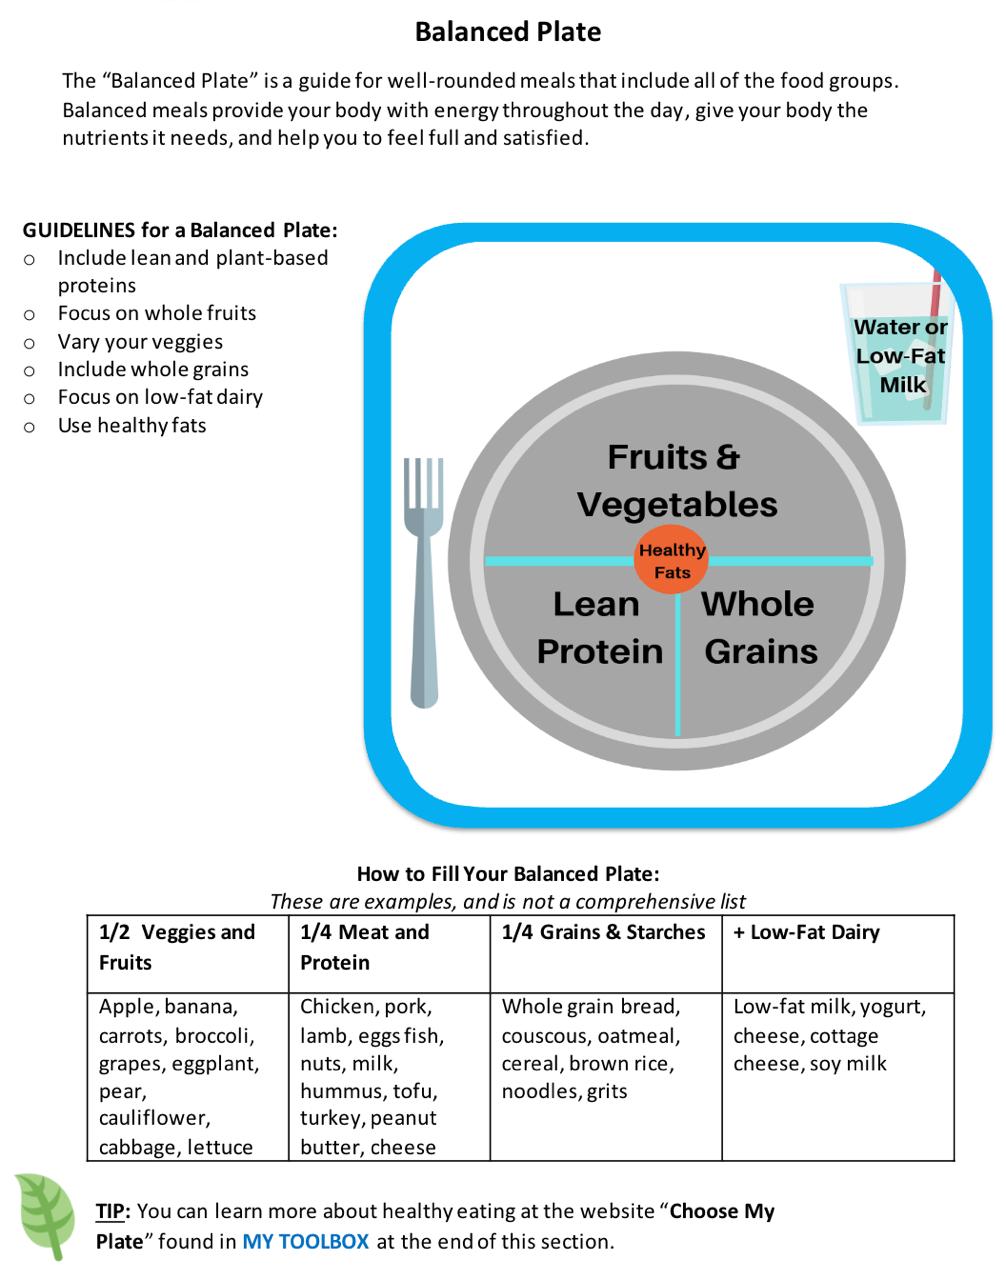 Balanced Plate
The “Balanced Plate” is a guide for well-rounded meals that include all of the food groups.
Balanced meals provide your body with energy throughout the day, give your body the
nutrients it needs, and help you to feel full and satisfied.
GUIDELINES for a Balanced Plate:
o Include lean and plant-based
proteins
o Focus on whole fruits
o Vary your veggies
o Include whole grains
o Focus on low-fat dairy
o Use healthy fats
Water or
Low-Fat
Milk
Fruits &
Vegetables
Healthy
Fats
Lean
Protein
Whole
Grains
How to Fill Your Balanced Plate:
These are examples, and is not a comprehensive list
1/2 Veggies and
Fruits
1/4 Meat and
Protein
1/4 Grains & Starches
+ Low-Fat Dairy
Apple, banana,
carrots, broccoli,
grapes, eggplant,
pear,
cauliflower,
cabbage, lettuce
Chicken, pork,
lamb, eggs fish,
nuts, milk,
hummus, tofu,
turkey, peanut
butter, cheese
Whole grain bread,
couscous, oatmeal,
cereal, brown rice,
noodles, grits
Low-fat milk, yogurt,
cheese, cottage
cheese, soy milk
TIP: You can learn more about healthy eating at the website “Choose My
Plate” found in MY TOOLBOX at the end of this section.